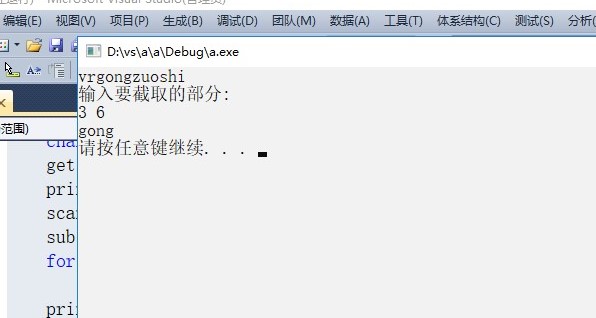 Microsoft Visual Studio(管理员)
编辑(E) 视图(V) 项目(P) 生成(B) 调试(D) 团队(M) 数据(A) 工具(T) 体系结构(C) 测试(S) 分析(
D:\vs\a\a\Debug\a.exe
vrgongzuoshi
输入要截取的部分:
3 6
gong
请按任意键继续. . .
范围)
cha
get
pri
sca
sub
for
pri